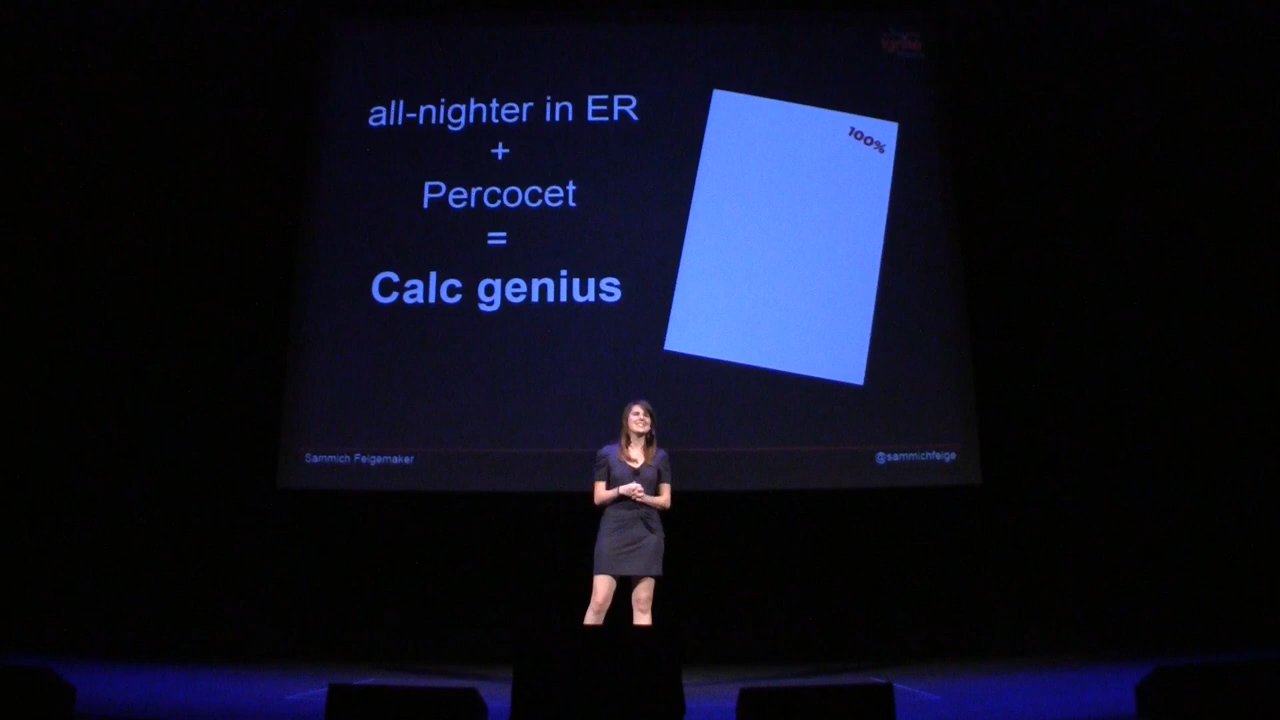 all-nighter in ER
+
Percocet
=
Calc genius
100%
Sammich Feigemaker
@sammichfeige